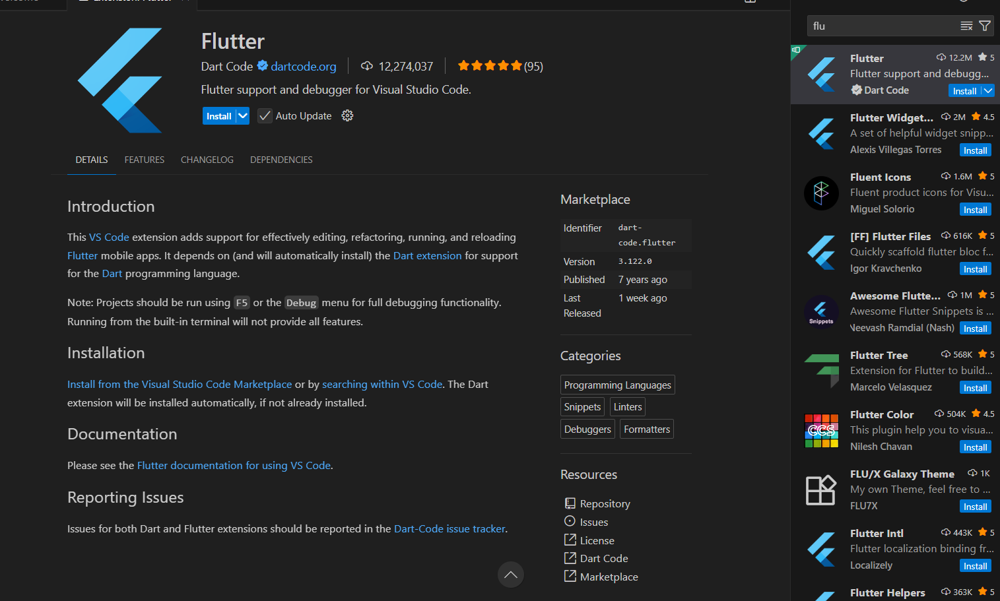 Flutter
Dart Code dartcode.org 12,274,037 (95)
Flutter support and debugger for Visual Studio Code.
Install Auto Update
DETAILS FEATURES CHANGELOG DEPENDENCIES
Introduction
This VS Code extension adds support for effectively editing, refactoring, running, and reloading
Flutter mobile apps. It depends on (and will automatically install) the Dart extension for support
for the Dart programming language.
Note: Projects should be run using F5 or the Debug menu for full debugging functionality.
Running from the built-in terminal will not provide all features.
Installation
Install from the Visual Studio Code Marketplace or by searching within VS Code. The Dart
extension will be installed automatically, if not already installed.
Documentation
Please see the Flutter documentation for using VS Code.
Reporting Issues
Issues for both Dart and Flutter extensions should be reported in the Dart-Code issue tracker.
Marketplace
Identifier dart-
code.flutter
Version 3.122.0
Published 7 years ago
Last 1 week ago
Released
Categories
Programming Languages
Snippets Linters
Debuggers Formatters
Resources
Repository
Issues
License
Dart Code
Marketplace
flu
Flutter 12.2M 5
Flutter support and debugg...
Dart Code Install
Flutter Widget... 2M 4.5
A set of helpful widget snipp...
Alexis Villegas Torres Install
Fluent Icons 1.6M 5
Fluent product icons for Visu...
Miguel Solorio Install
[FF] Flutter Files 616K 5
Quickly scaffold flutter bloc f...
Igor Kravchenko Install
Snippets
Awesome Flutte... 1M 5
Awesome Flutter Snippets is ...
Neevash Ramdial (Nash) Install
Flutter Tree 568K 5
Extension for Flutter to build...
Marcelo Velasquez Install
CCS
Flutter Color 504K 4.5
This plugin help you to visua...
Nilesh Chavan Install
FLU/X Galaxy Theme 1K
My own Theme, feel free to ...
FLU7X Install
Flutter Intl 443K 5
Flutter localization binding fr...
Localizely Install
Flutter Helpers 363K 5